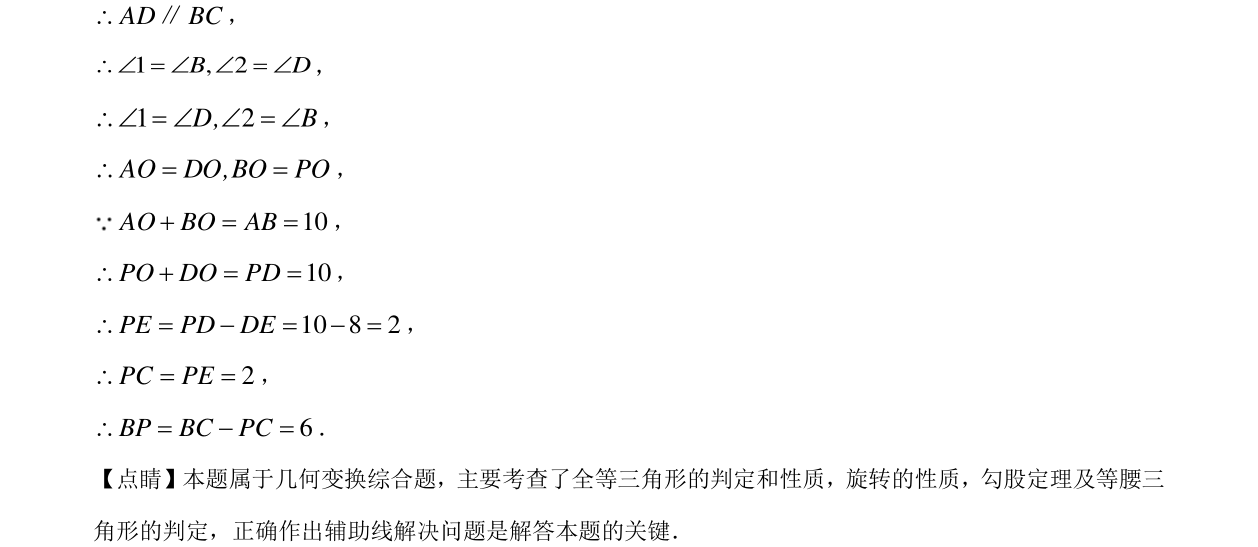 ∴AD∥BC，
∴∠1=∠B,∠2=∠D，
∴∠1=∠D,∠2=∠B，
∴AO=DO,BO=PO，
∵AO+BO=AB=10，
∴PO+DO=PD=10，
∴PE=PD−DE=10−8=2，
∴PC=PE=2，
∴BP=BC−PC=6．
【点睛】本题属于几何变换综合题，主要考查了全等三角形的判定和性质，旋转的性质，勾股定理及等腰三
角形的判定，正确作出辅助线解决问题是解答本题的关键．